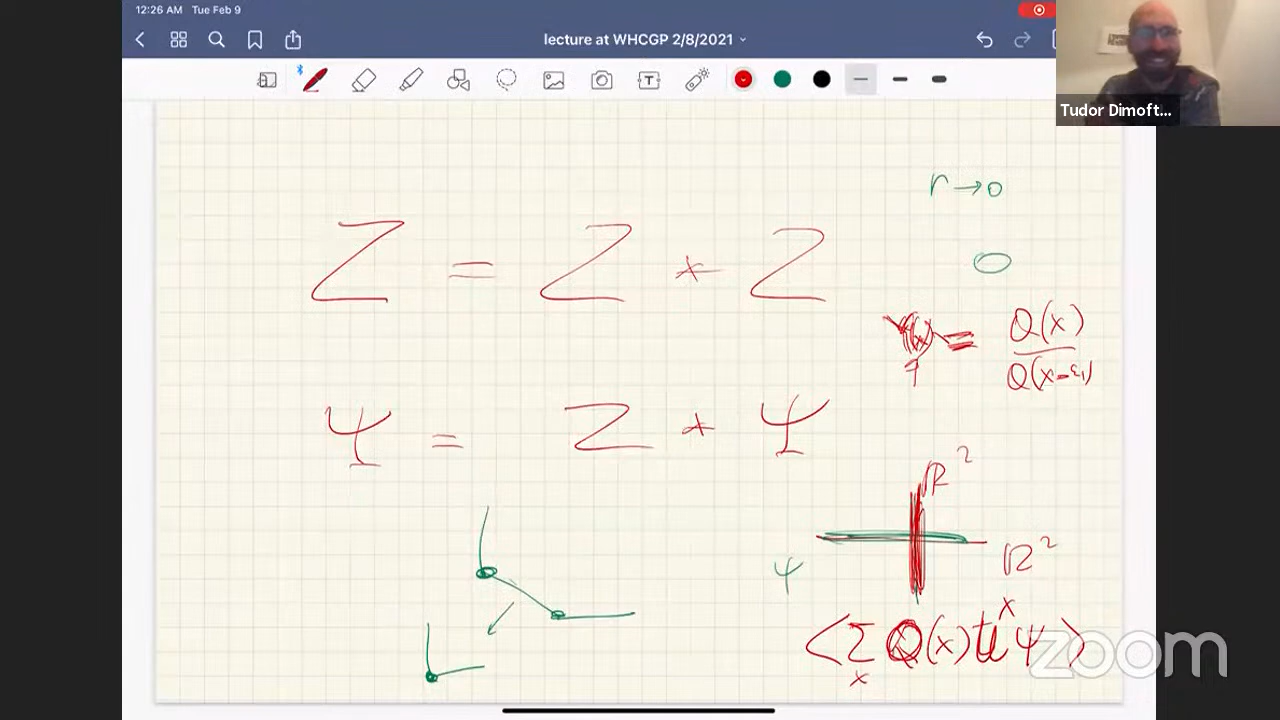 12:26 AM Tue Feb 9
lecture at WHCGP 2/8/2021
T
Tudor Dimoft...
r → 0
Z = Z * Z
= Q(x) / Q(x-ε1)
Ψ = Z * Ψ
ℝ²
ℝ²
Ψ
⟨ Σ Q(x) Ψ ⟩
x
x
zoom